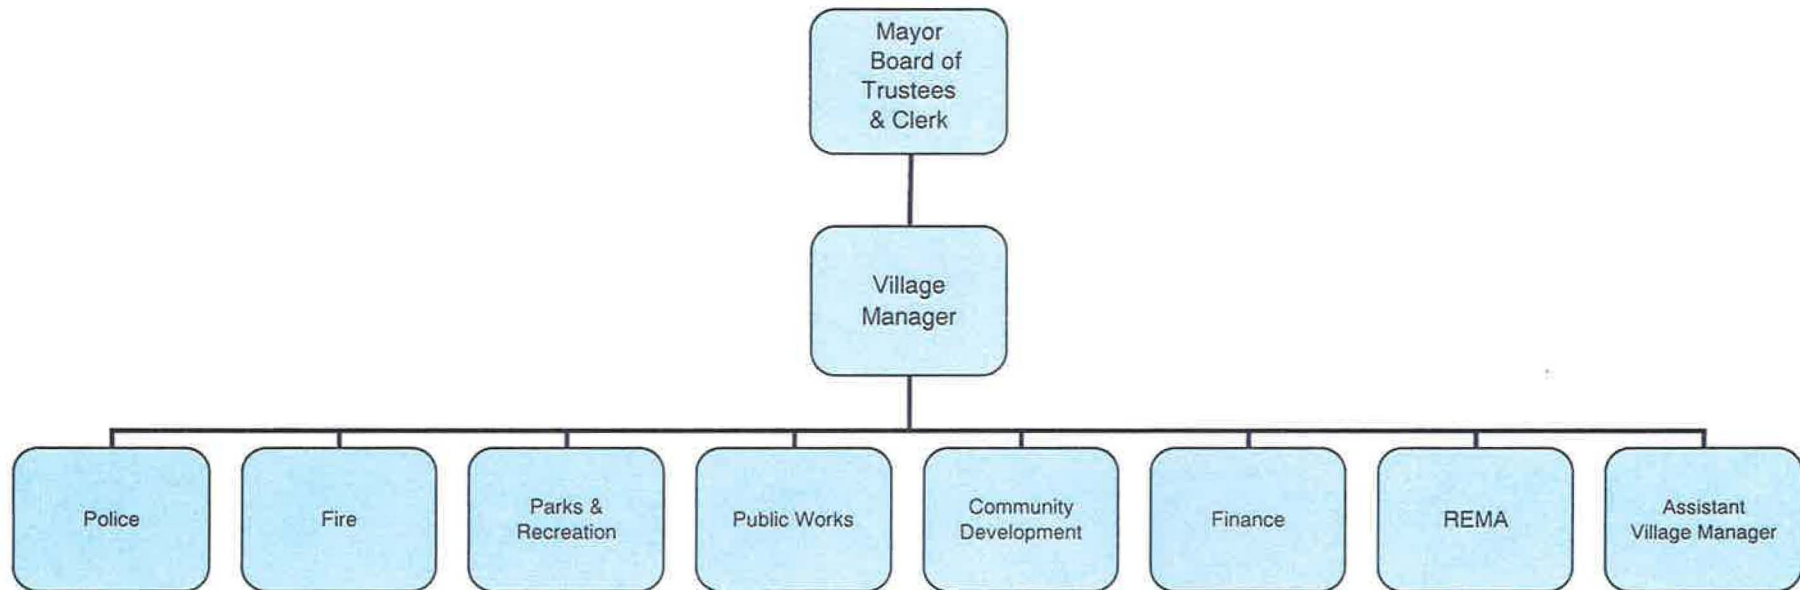 Mayor
Board of
Trustees
& Clerk
Village
Manager
Police
Fire
Parks &
Recreation
Public Works
Community
Development
Finance
REMA
Assistant
Village Manager